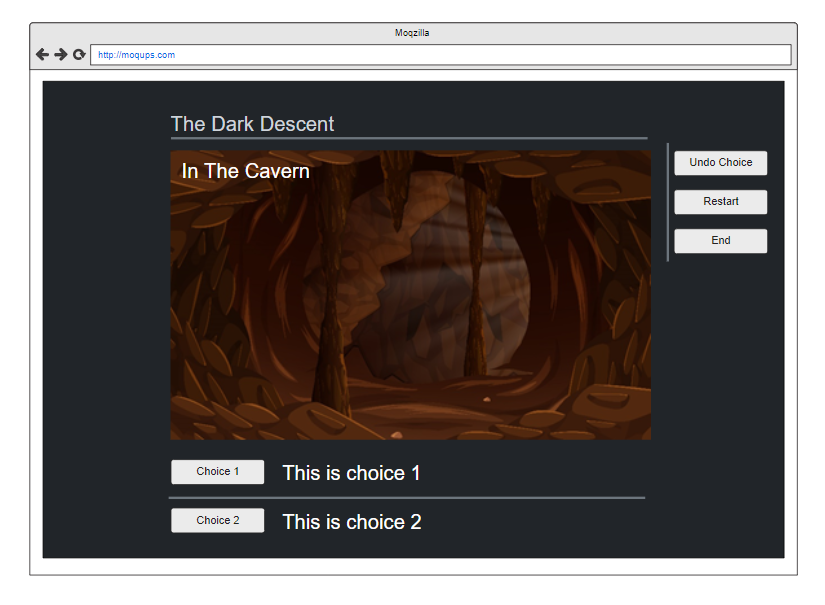 Moqzilla
http://moqups.com
The Dark Descent
In The Cavern
Undo Choice
Restart
End
Choice 1
This is choice 1
Choice 2
This is choice 2